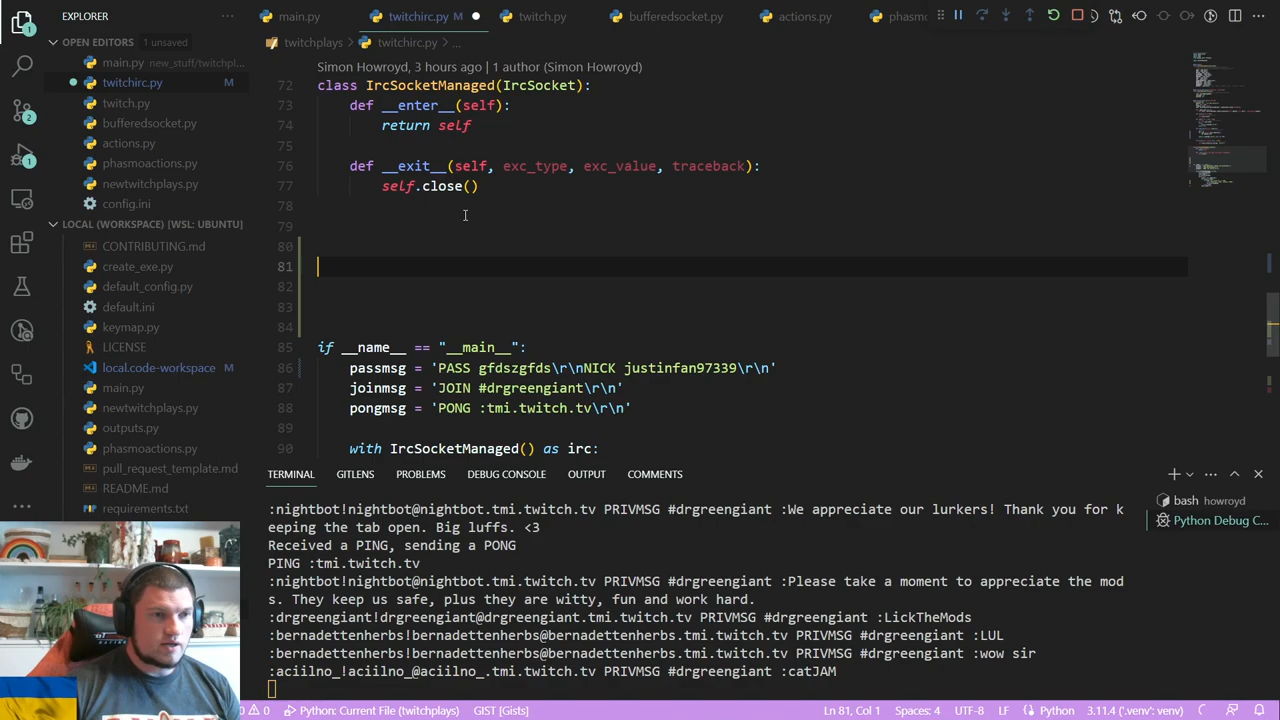 EXPLORER
OPEN EDITORS 1 unsaved
main.py new_stuff/twitchpl...
twitchirc.py M
twitch.py
bufferedsocket.py
actions.py
phasmoactions.py
newtwitchplays.py
config.ini
LOCAL (WORKSPACE) [WSL: UBUNTU]
CONTRIBUTING.md
create_exe.py
default_config.py
default.ini
keymap.py
LICENSE
local.code-workspace M
main.py
newtwitchplays.py
outputs.py
phasmoactions.py
pull_request_template.md
README.md
requirements.txt
main.py twitchirc.py M twitch.py bufferedsocket.py actions.py phasmo
twitchplays > twitchirc.py > ...
Simon Howroyd, 3 hours ago | 1 author (Simon Howroyd)
72 class IrcSocketManaged(IrcSocket):
73 def __enter__(self):
74 return self
75
76 def __exit__(self, exc_type, exc_value, traceback):
77 self.close()
78
79
80
81
82
83
84
85 if __name__ == "__main__":
86 passmsg = 'PASS gfdszgfds\r\nNICK justinfan97339\r\n'
87 joinmsg = 'JOIN #drgreengiant\r\n'
88 pongmsg = 'PONG :tmi.twitch.tv\r\n'
90 with IrcSocketManaged() as irc:
TERMINAL GITLENS PROBLEMS DEBUG CONSOLE OUTPUT COMMENTS
:nightbot!nightbot@nightbot.tmi.twitch.tv PRIVMSG #drgreengiant :We appreciate our lurkers! Thank you for k
eeping the tab open. Big luffs. <3
Received a PING, sending a PONG
PING :tmi.twitch.tv
:nightbot!nightbot@nightbot.tmi.twitch.tv PRIVMSG #drgreengiant :Please take a moment to appreciate the mod
s. They keep us safe, plus they are witty, fun and work hard.
:drgreengiant!drgreengiant@drgreengiant.tmi.twitch.tv PRIVMSG #drgreengiant :LickTheMods
:bernadettenherbs!bernadettenherbs@bernadettenherbs.tmi.twitch.tv PRIVMSG #drgreengiant :LUL
:bernadettenherbs!bernadettenherbs@bernadettenherbs.tmi.twitch.tv PRIVMSG #drgreengiant :wow sir
:aciilno_!aciilno_@aciilno_.tmi.twitch.tv PRIVMSG #drgreengiant :catJAM
bash howroyd
Python Debug C...
0 Python: Current File (twitchplays) GIST [Gists] Ln 81, Col 1 Spaces: 4 UTF-8 LF Python 3.11.4 ('.venv': venv)